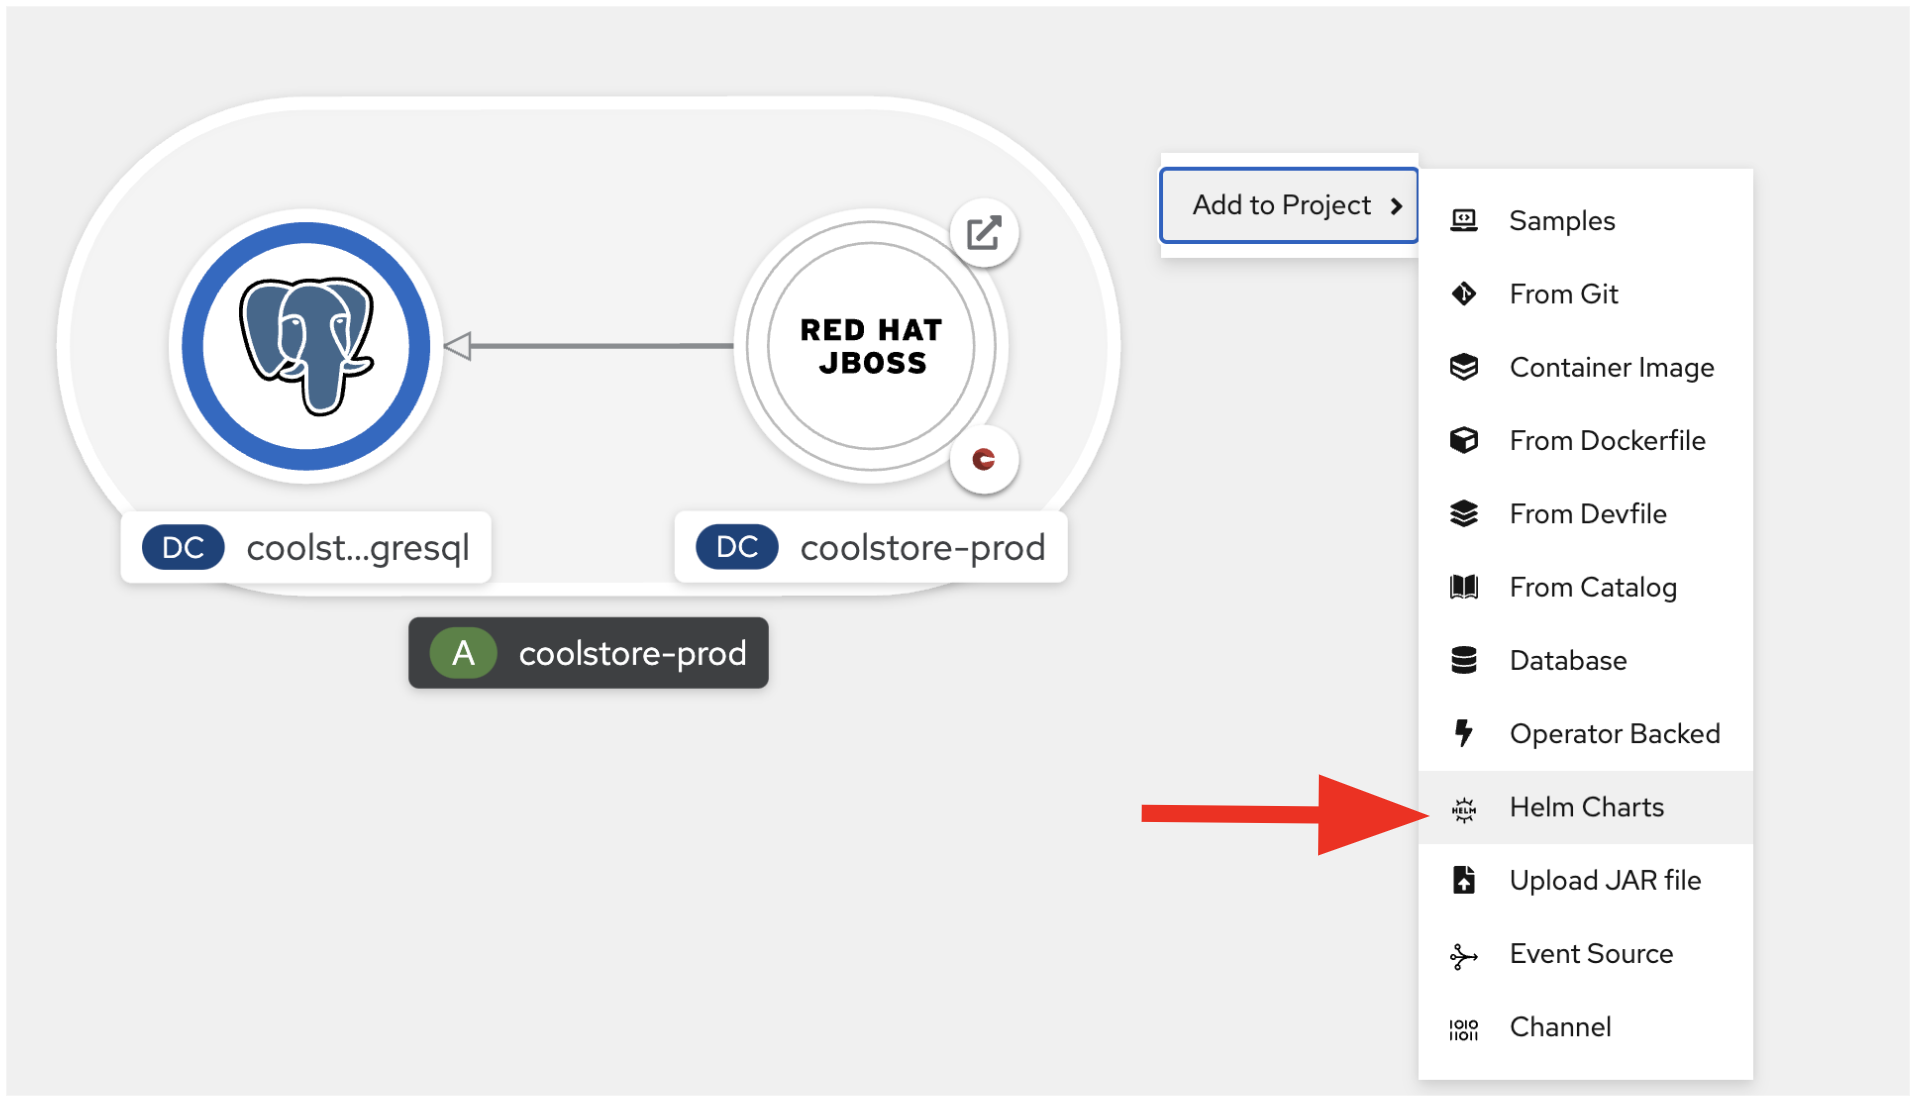 RED HAT
JBOSS
DC coolst...gresql
DC coolstore-prod
A coolstore-prod
Add to Project
Samples
From Git
Container Image
From Dockerfile
From Devfile
From Catalog
Database
Operator Backed
HELM Helm Charts
Upload JAR file
Event Source
Channel